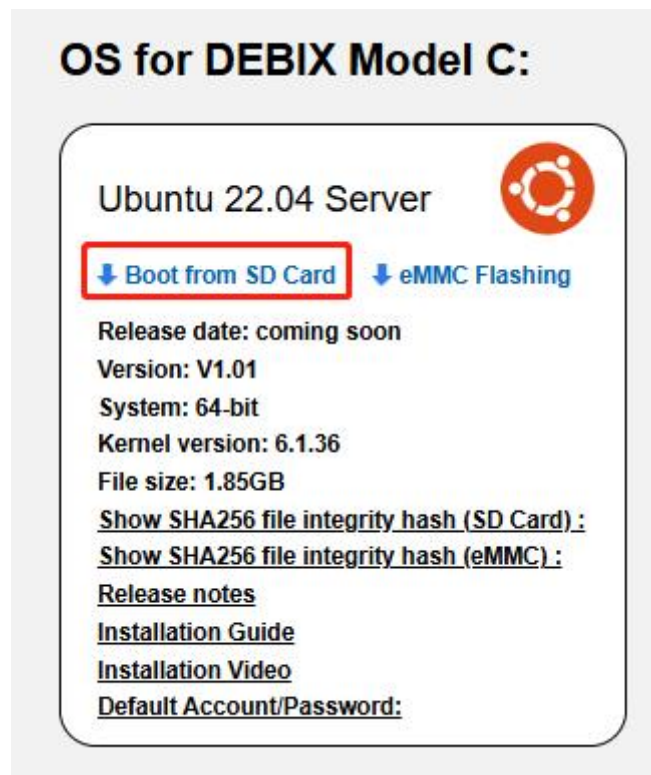 OS for DEBIX Model C:
Ubuntu 22.04 Server
Boot from SD Card eMMC Flashing
Release date: coming soon
Version: V1.01
System: 64-bit
Kernel version: 6.1.36
File size: 1.85GB
Show SHA256 file integrity hash (SD Card) :
Show SHA256 file integrity hash (eMMC) :
Release notes
Installation Guide
Installation Video
Default Account/Password: